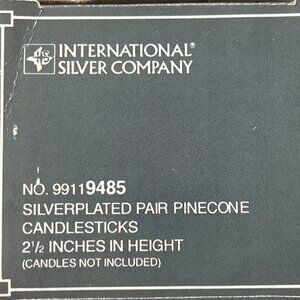 INTERNATIONAL®
SILVER COMPANY
NO. 99119485
SILVERPLATED PAIR PINECONE
CANDLESTICKS
2½ INCHES IN HEIGHT
(CANDLES NOT INCLUDED)